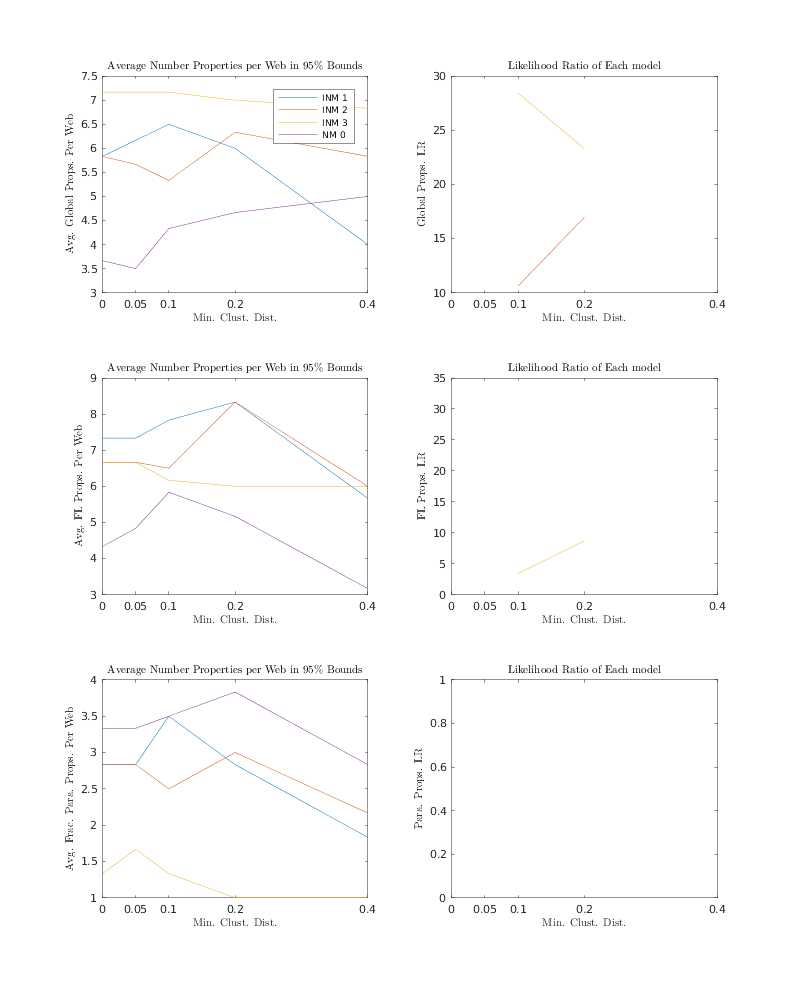 Average Number Properties per Web in 95% Bounds
Avg. Global Props. Per Web
7.5
7
6.5
6
5.5
5
4.5
4
3.5
3
INM 1
INM 2
INM 3
NM 0
0 0.05 0.1 0.2 0.4
Min. Clust. Dist.
Likelihood Ratio of Each model
Global Props. LR
30
25
20
15
10
0 0.05 0.1 0.2 0.4
Min. Clust. Dist.
Average Number Properties per Web in 95% Bounds
Avg. FL Props. Per Web
9
8
7
6
5
4
3
0 0.05 0.1 0.2 0.4
Min. Clust. Dist.
Likelihood Ratio of Each model
FL Props. LR
35
30
25
20
15
10
5
0
0 0.05 0.1 0.2 0.4
Min. Clust. Dist.
Average Number Properties per Web in 95% Bounds
Avg. Frac. Para. Props. Per Web
4
3.5
3
2.5
2
1.5
1
0 0.05 0.1 0.2 0.4
Min. Clust. Dist.
Likelihood Ratio of Each model
Para. Props. LR
1
0.8
0.6
0.4
0.2
0
0 0.05 0.1 0.2 0.4
Min. Clust. Dist.